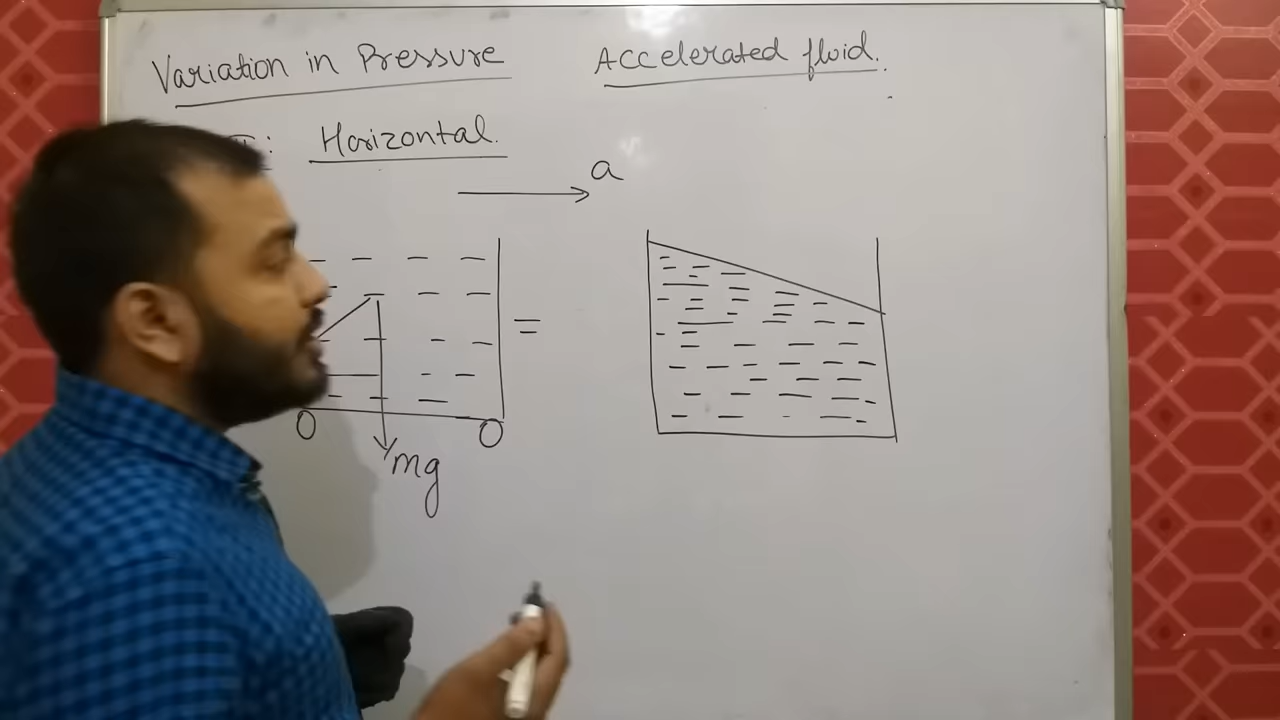 Variation in Pressure Accelerated fluid.
I: Horizontal.
a
=
mg